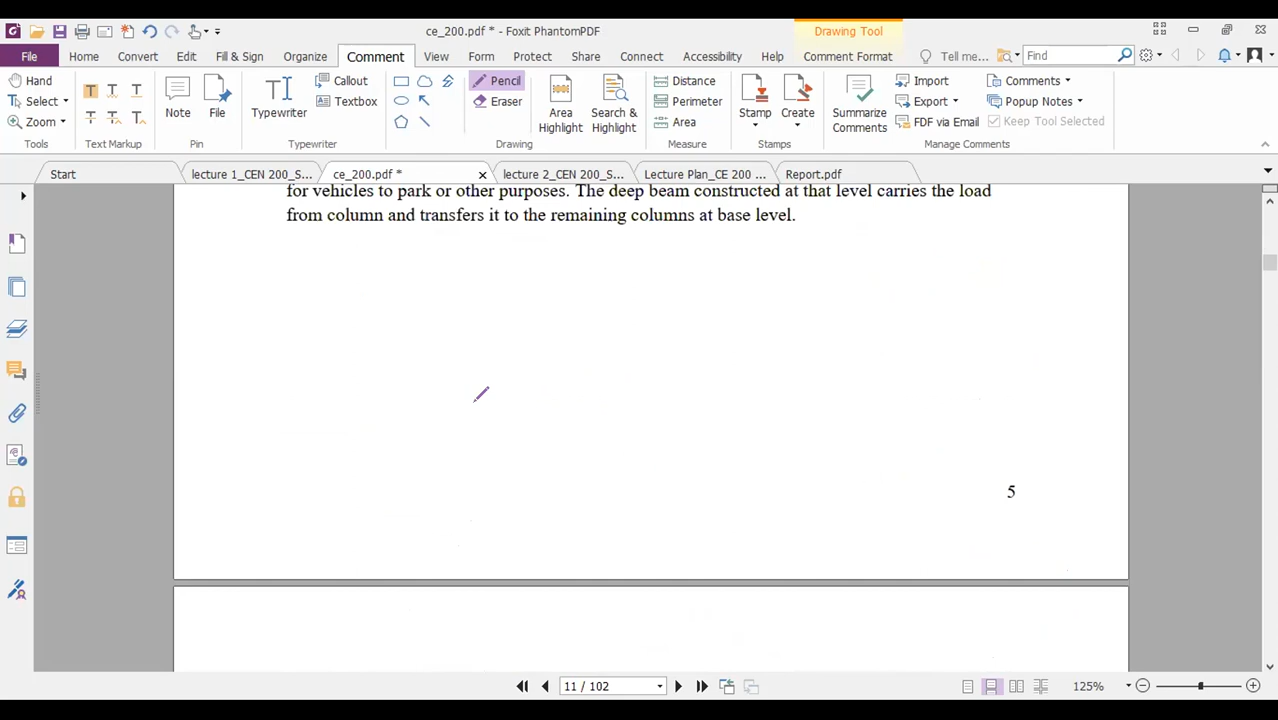 ce_200.pdf * - Foxit PhantomPDF
Drawing Tool
File
Home
Convert
Edit
Fill & Sign
Organize
Comment
View
Form
Protect
Share
Connect
Accessibility
Help
Comment Format
Tell me...
Find
Hand
Select
Zoom
Tools
Text Markup
Note
File
Pin
Typewriter
Callout
Textbox
Typewriter
Pencil
Eraser
Drawing
Area Highlight
Search & Highlight
Distance
Perimeter
Area
Measure
Stamp
Create
Stamps
Summarize Comments
Import
Export
FDF via Email
Comments
Popup Notes
Keep Tool Selected
Manage Comments
Start
lecture 1_CEN 200_S...
ce_200.pdf *
lecture 2_CEN 200_S...
Lecture Plan_CE 200 ...
Report.pdf
for vehicles to park or other purposes. The deep beam constructed at that level carries the load
from column and transfers it to the remaining columns at base level.
5
11 / 102
125%